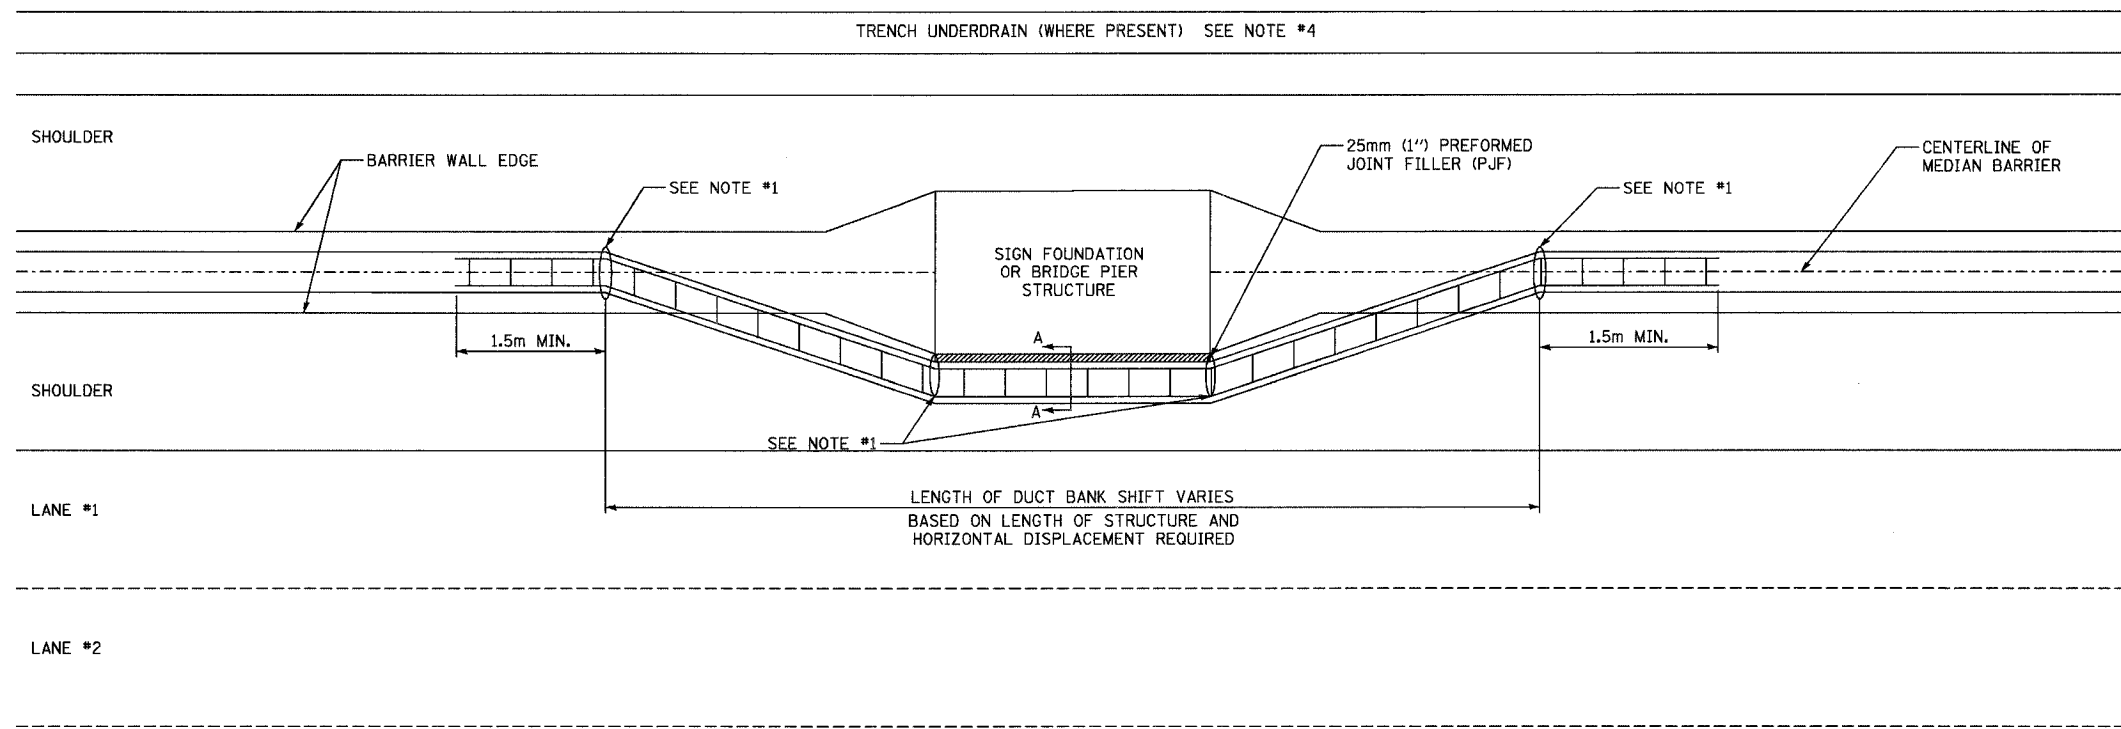 TRENCH UNDERDRAIN (WHERE PRESENT) SEE NOTE #4
SHOULDER
BARRIER WALL EDGE
SEE NOTE #1
25mm (1") PREFORMED
JOINT FILLER (PJF)
SEE NOTE #1
CENTERLINE OF
MEDIAN BARRIER
SIGN FOUNDATION
OR BRIDGE PIER
STRUCTURE
1.5m MIN.
A
1.5m MIN.
SHOULDER
A
SEE NOTE #1
LANE #1
LENGTH OF DUCT BANK SHIFT VARIES
BASED ON LENGTH OF STRUCTURE AND
HORIZONTAL DISPLACEMENT REQUIRED
LANE #2